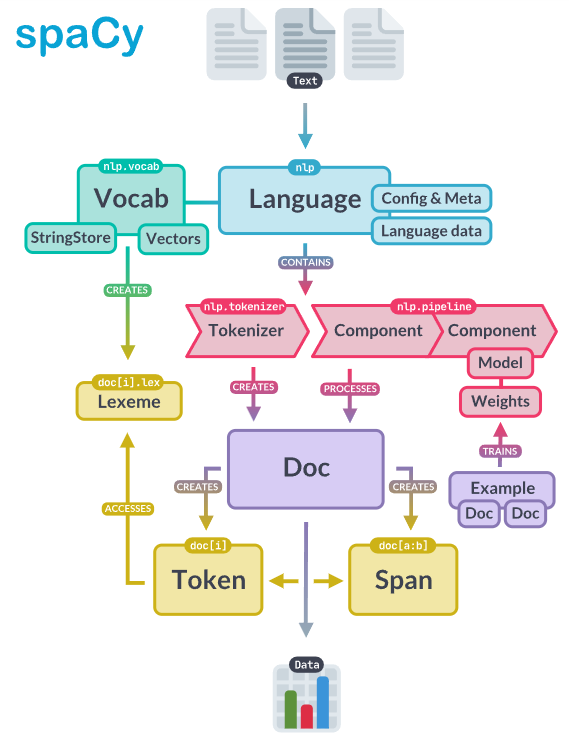 spaCy
Text
nlp.vocab
nlp
Vocab
Language
Config & Meta
StringStore
Vectors
Language data
CONTAINS
CREATES
nlp.tokenizer
nlp.pipeline
Tokenizer
Component
Component
Model
doc[i].lex
CREATES
PROCESSES
Lexeme
Weights
TRAINS
Doc
CREATES
CREATES
Example
Doc
Doc
ACCESSES
doc[i]
doc[a:b]
Token
Span
Data